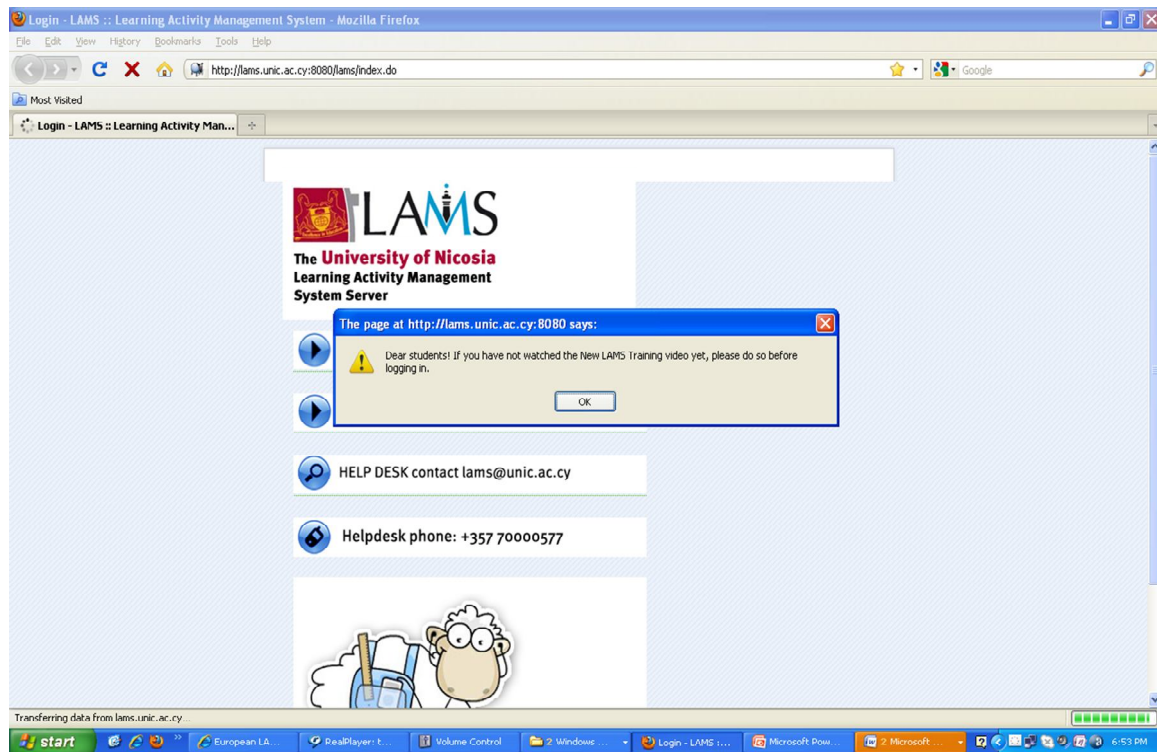 Login - LAMS :: Learning Activity Management System - Mozilla Firefox
File Edit View History Bookmarks Tools Help
http://lams.unic.ac.cy:8080/lams/index.do
Google
Most Visited
Login - LAMS :: Learning Activity Man...
LAMS
The University of Nicosia
Learning Activity Management
System Server
The page at http://lams.unic.ac.cy:8080 says:
Dear students! If you have not watched the New LAMS Training video yet, please do so before
logging in.
OK
HELP DESK contact lams@unic.ac.cy
Helpdesk phone: +357 70000577
Transferring data from lams.unic.ac.cy...
start
European LA...
RealPlayer: t...
Volume Control
2 Windows ...
Login - LAMS :...
Microsoft Pow...
2 Microsoft ...
6:53 PM